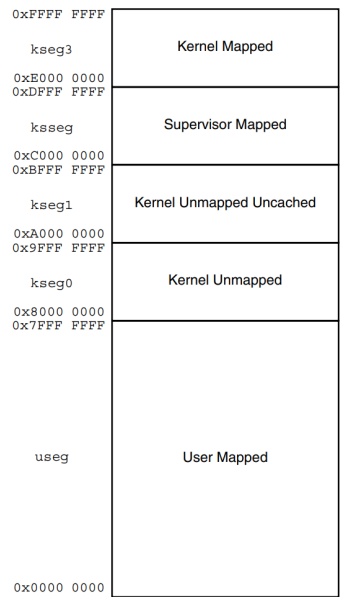 0xFFFF FFFF
kseg3 Kernel Mapped
0xE000 0000
0xDFFF FFFF
ksseg Supervisor Mapped
0xC000 0000
0xBFFF FFFF
kseg1 Kernel Unmapped Uncached
0xA000 0000
0x9FFF FFFF
kseg0 Kernel Unmapped
0x8000 0000
0x7FFF FFFF
useg User Mapped
0x0000 0000